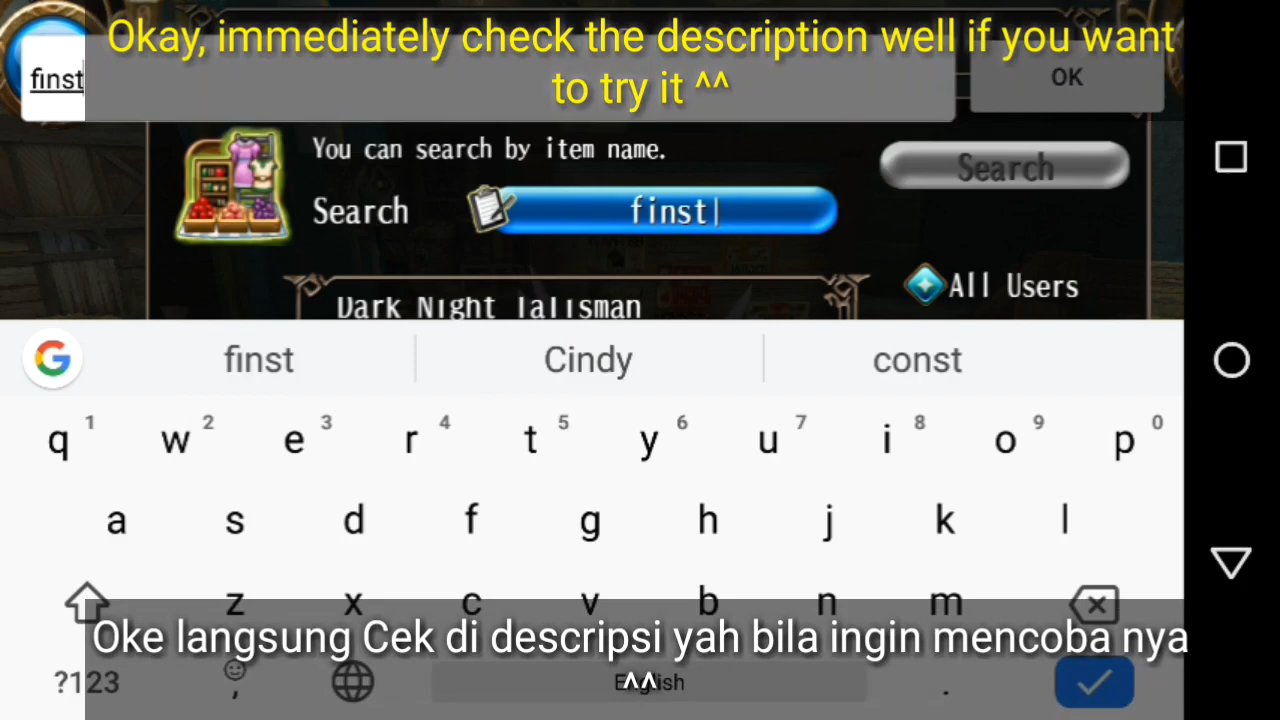 Okay, immediately check the description well if you want
to try it ^^
finst
OK
You can search by item name.
Search
Search
finst
All Users
Dark Night Talisman
finst Cindy const
q 1 w 2 e 3 r 4 t 5 y 6 u 7 i 8 o 9 p 0
a s d f g h j k l
z x c v b n m
Oke langsung Cek di descripsi yah bila ingin mencoba nya
^^
?123 , English .